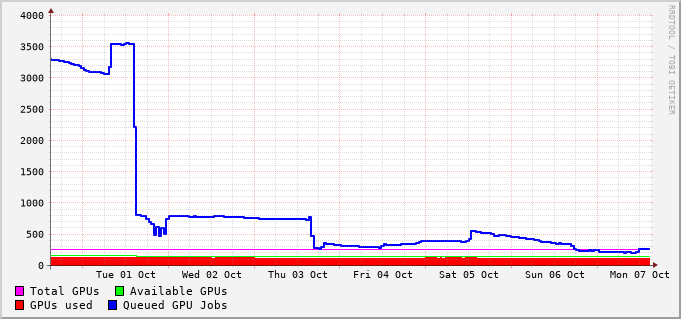 RRDTOOL / TOBI OETIKER
4000
3500
3000
2500
2000
1500
1000
500
0
Tue 01 Oct Wed 02 Oct Thu 03 Oct Fri 04 Oct Sat 05 Oct Sun 06 Oct Mon 07 Oct
Total GPUs Available GPUs
GPUs used Queued GPU Jobs